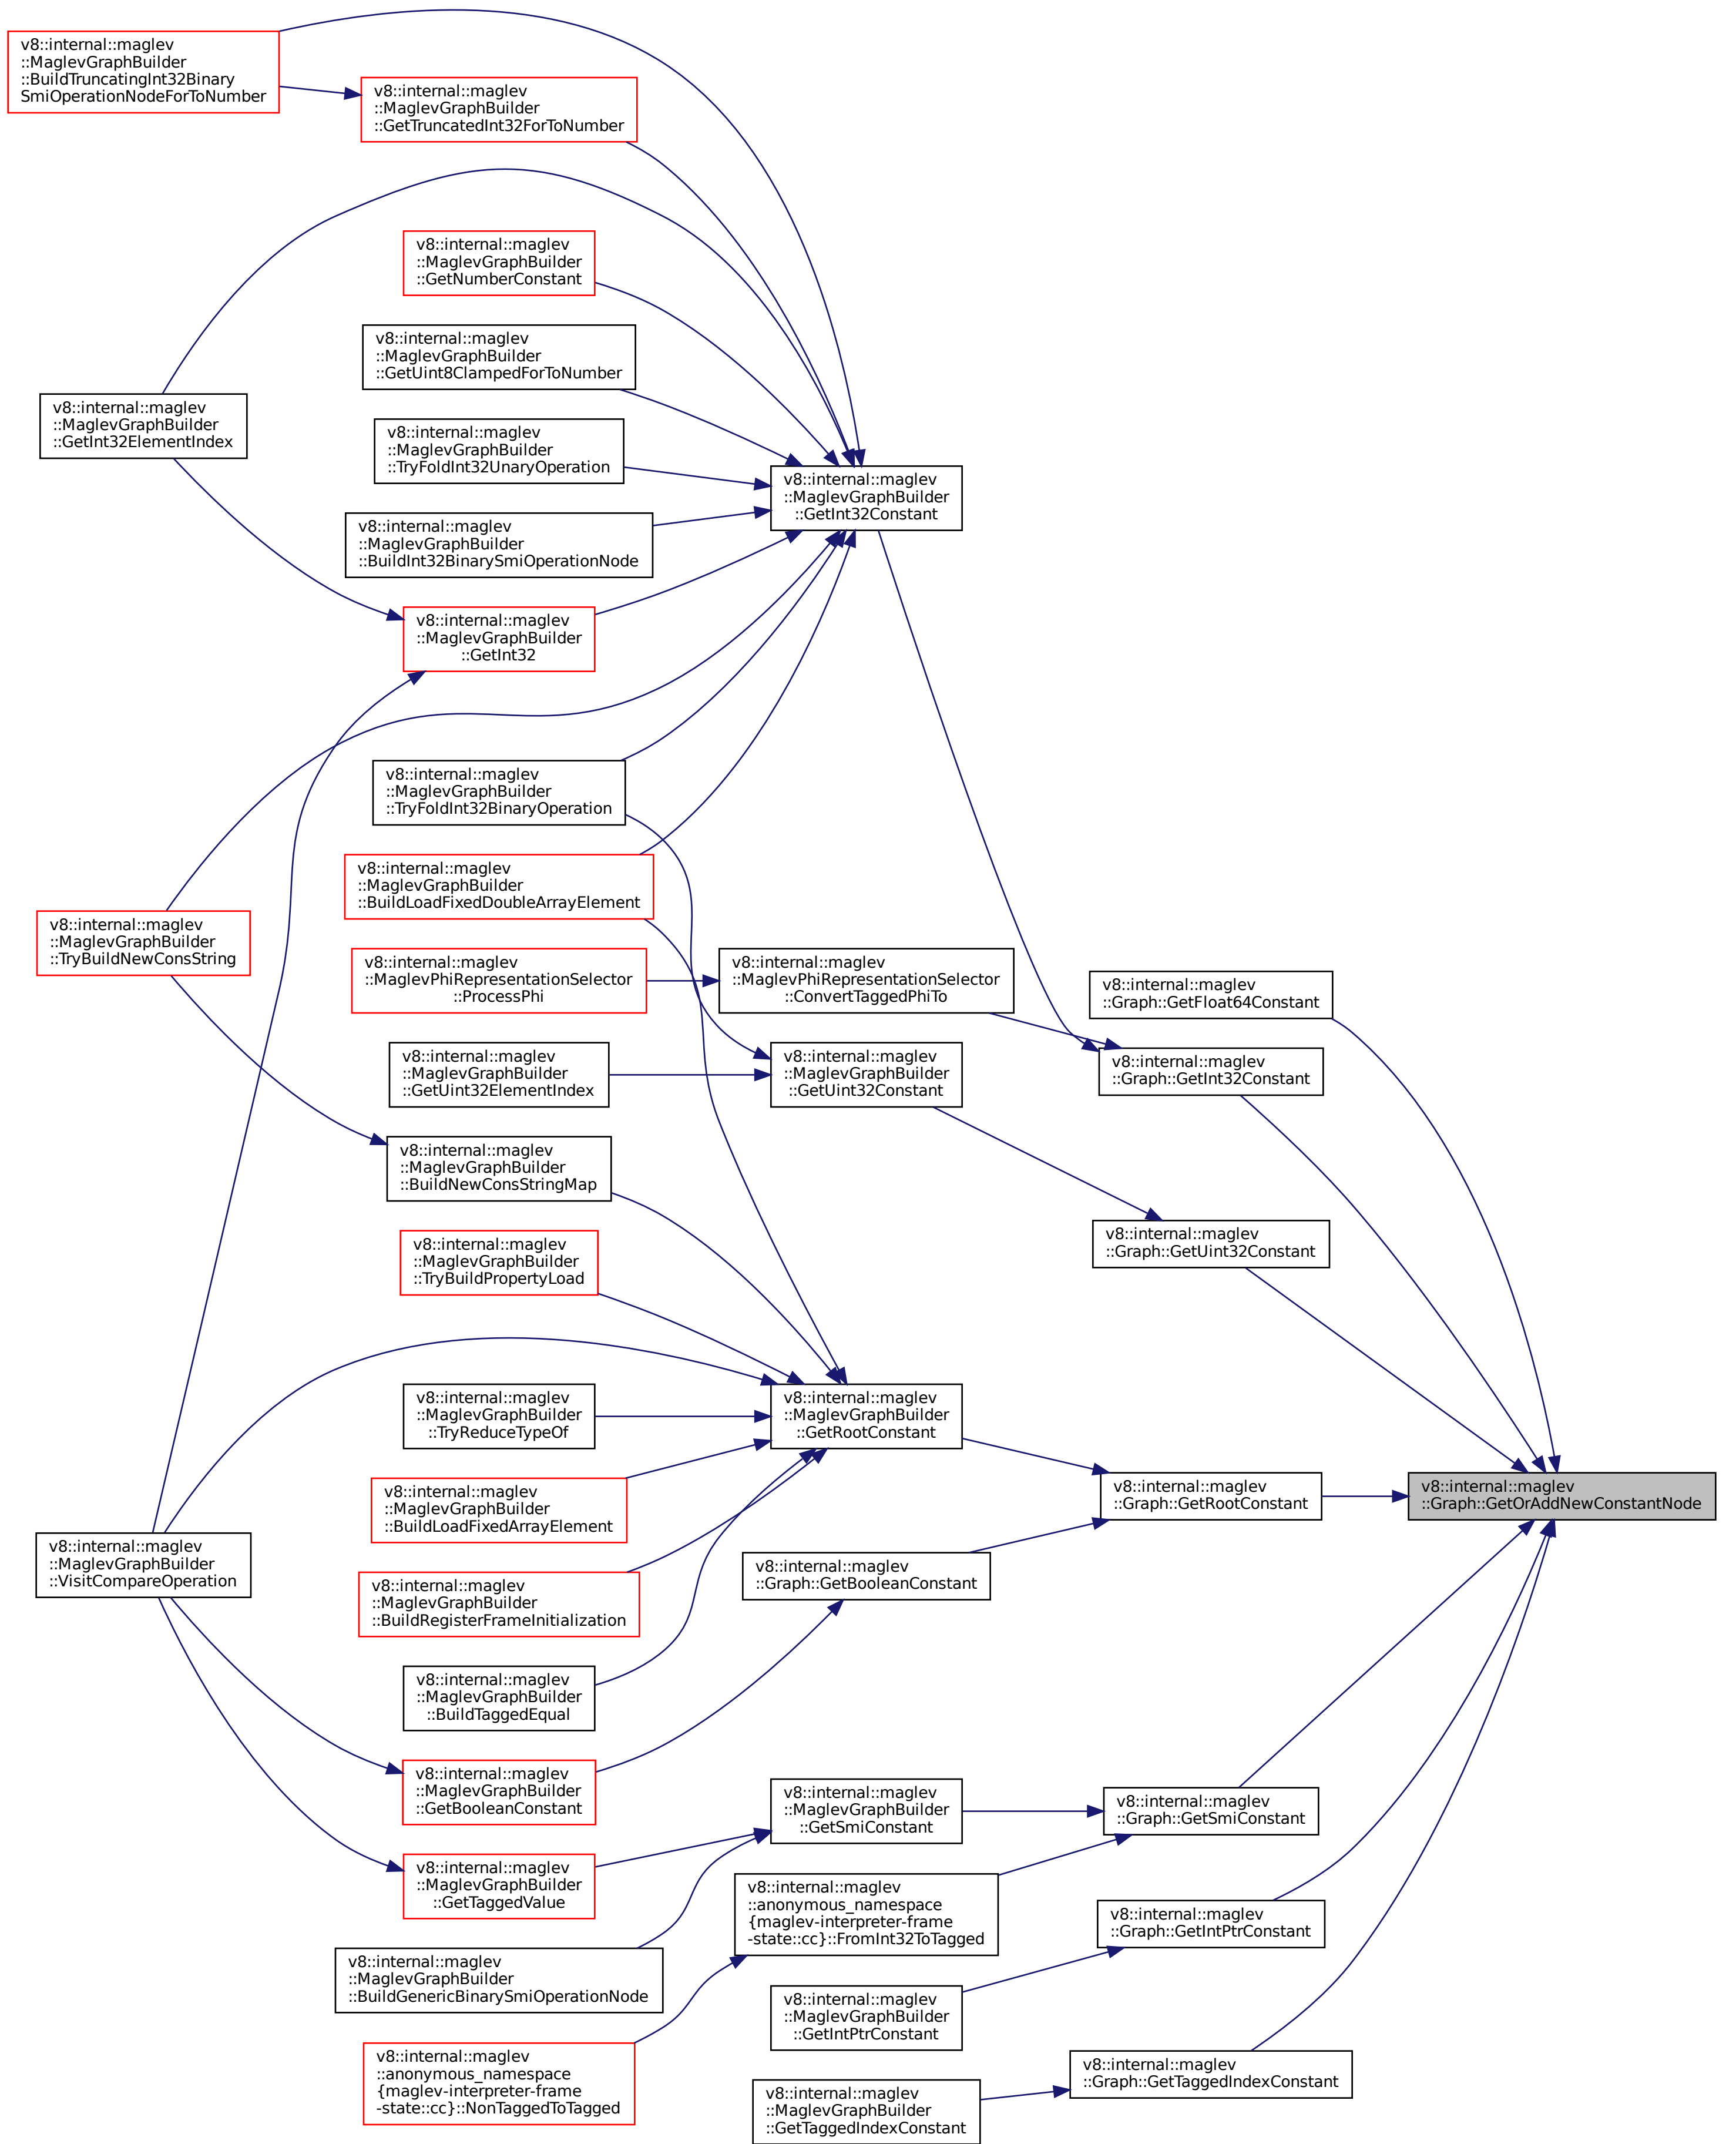 v8::internal::maglev
::MaglevGraphBuilder
::BuildTruncatingInt32Binary
SmiOperationNodeForToNumber
v8::internal::maglev
::MaglevGraphBuilder
::GetTruncatedInt32ForToNumber
v8::internal::maglev
::MaglevGraphBuilder
::GetNumberConstant
v8::internal::maglev
::MaglevGraphBuilder
::GetUint8ClampedForToNumber
v8::internal::maglev
::MaglevGraphBuilder
::GetInt32ElementIndex
v8::internal::maglev
::MaglevGraphBuilder
::TryFoldInt32UnaryOperation
v8::internal::maglev
::MaglevGraphBuilder
::GetInt32Constant
v8::internal::maglev
::MaglevGraphBuilder
::BuildInt32BinarySmiOperationNode
v8::internal::maglev
::MaglevGraphBuilder
::GetInt32
v8::internal::maglev
::MaglevGraphBuilder
::TryFoldInt32BinaryOperation
v8::internal::maglev
::MaglevGraphBuilder
::BuildLoadFixedDoubleArrayElement
v8::internal::maglev
::MaglevGraphBuilder
::TryBuildNewConsString
v8::internal::maglev
::MaglevPhiRepresentationSelector
::ProcessPhi
v8::internal::maglev
::MaglevPhiRepresentationSelector
::ConvertTaggedPhiTo
v8::internal::maglev
::Graph::GetFloat64Constant
v8::internal::maglev
::MaglevGraphBuilder
::GetUint32ElementIndex
v8::internal::maglev
::MaglevGraphBuilder
::GetUint32Constant
v8::internal::maglev
::Graph::GetInt32Constant
v8::internal::maglev
::MaglevGraphBuilder
::BuildNewConsStringMap
v8::internal::maglev
::Graph::GetUint32Constant
v8::internal::maglev
::MaglevGraphBuilder
::TryBuildPropertyLoad
v8::internal::maglev
::MaglevGraphBuilder
::TryReduceTypeOf
v8::internal::maglev
::MaglevGraphBuilder
::GetRootConstant
v8::internal::maglev
::Graph::GetRootConstant
v8::internal::maglev
::Graph::GetOrAddNewConstantNode
v8::internal::maglev
::MaglevGraphBuilder
::BuildLoadFixedArrayElement
v8::internal::maglev
::MaglevGraphBuilder
::VisitCompareOperation
v8::internal::maglev
::MaglevGraphBuilder
::BuildRegisterFrameInitialization
v8::internal::maglev
::Graph::GetBooleanConstant
v8::internal::maglev
::MaglevGraphBuilder
::BuildTaggedEqual
v8::internal::maglev
::MaglevGraphBuilder
::GetBooleanConstant
v8::internal::maglev
::MaglevGraphBuilder
::GetSmiConstant
v8::internal::maglev
::Graph::GetSmiConstant
v8::internal::maglev
::MaglevGraphBuilder
::GetTaggedValue
v8::internal::maglev
::anonymous_namespace
{maglev-interpreter-frame
-state::cc}::FromInt32ToTagged
v8::internal::maglev
::Graph::GetIntPtrConstant
v8::internal::maglev
::MaglevGraphBuilder
::BuildGenericBinarySmiOperationNode
v8::internal::maglev
::MaglevGraphBuilder
::GetIntPtrConstant
v8::internal::maglev
::anonymous_namespace
{maglev-interpreter-frame
-state::cc}::NonTaggedToTagged
v8::internal::maglev
::Graph::GetTaggedIndexConstant
v8::internal::maglev
::MaglevGraphBuilder
::GetTaggedIndexConstant